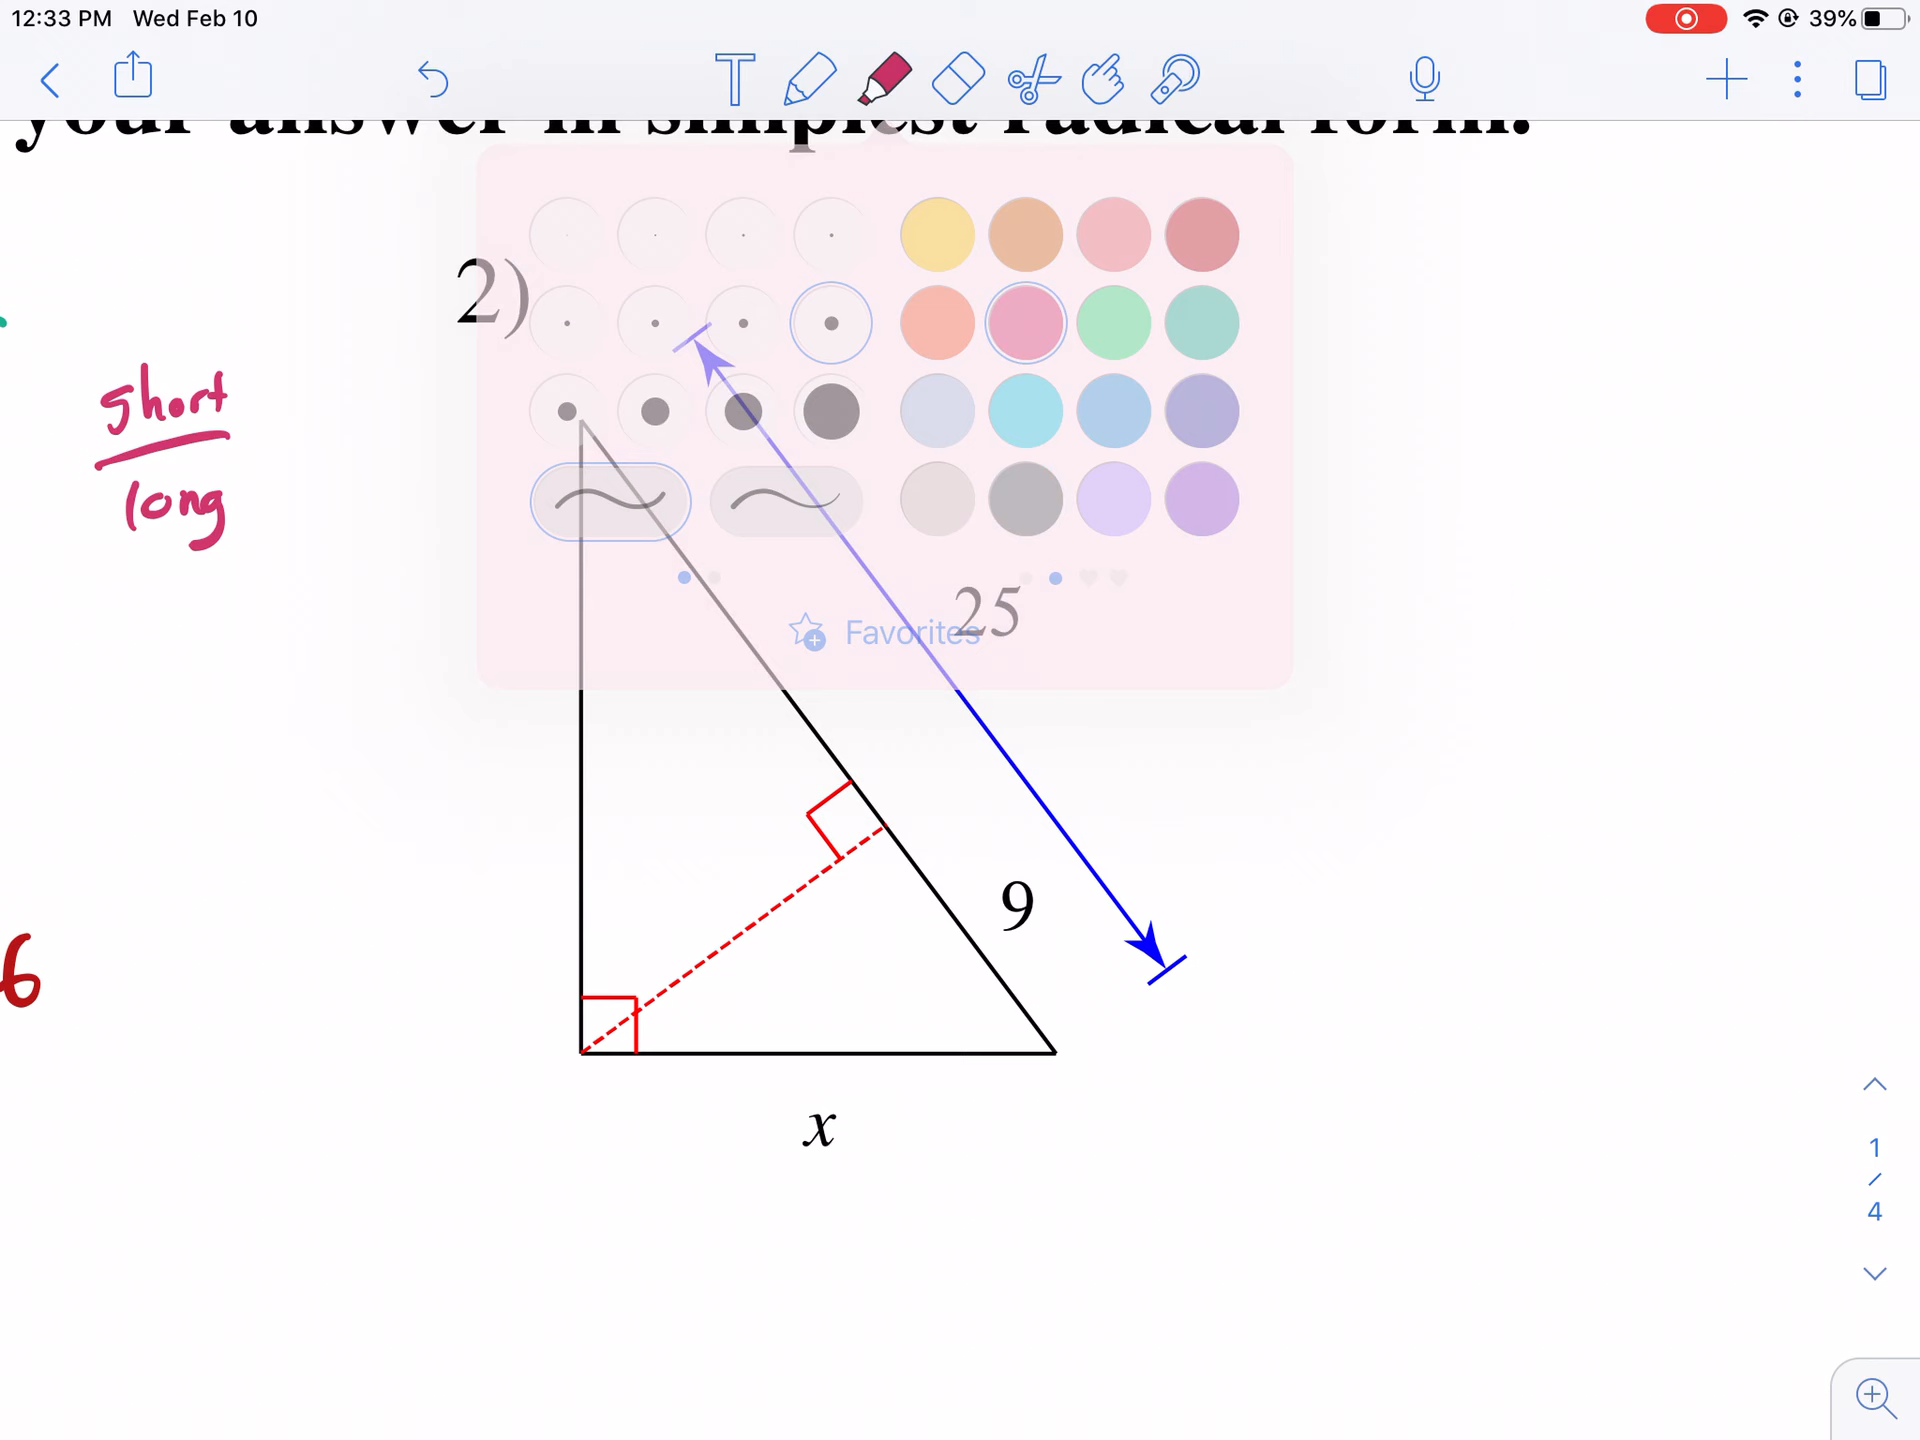 12:33 PM Wed Feb 10
39%
T
your answer in simplest radical form.
2)
short
long
25
Favorites
9
6
x
1
/
4